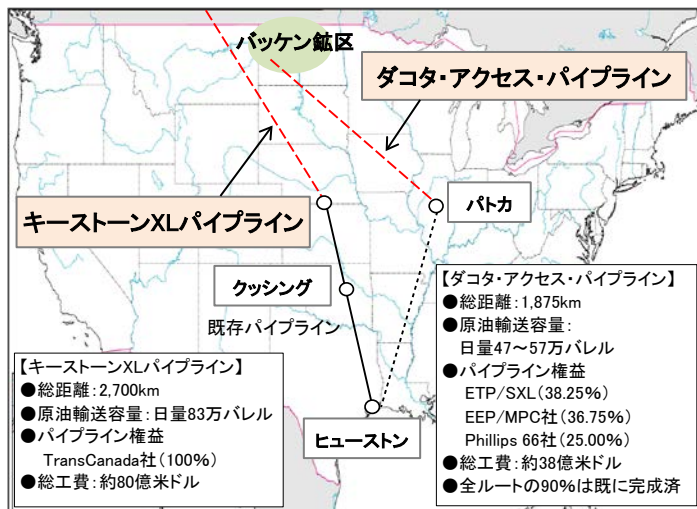 バッケン鉱区
ダコタ・アクセス・パイプライン
キーストーンXLパイプライン
パトカ
クッシング
既存パイプライン
ヒューストン
【キーストーンXLパイプライン】
●総距離:2,700km
●原油輸送容量:日量83万バレル
●パイプライン権益
TransCanada社(100%)
●総工費:約80億米ドル
【ダコタ・アクセス・パイプライン】
●総距離:1,875km
●原油輸送容量:
日量47~57万バレル
●パイプライン権益
ETP/SXL(38.25%)
EEP/MPC社(36.75%)
Phillips 66社(25.00%)
●総工費:約38億米ドル
●全ルートの90%は既に完成済